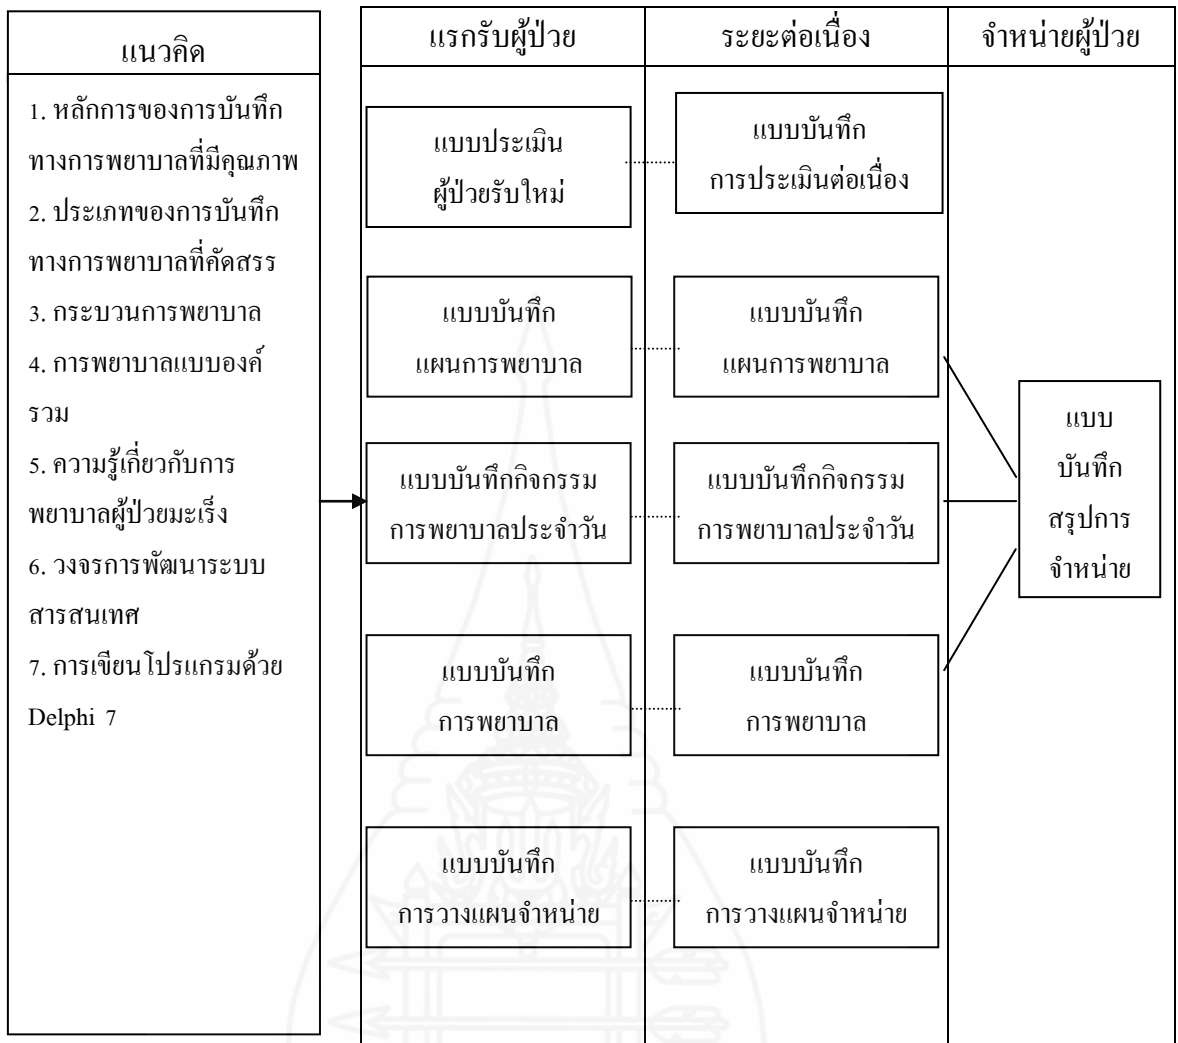 แนวคิด
1. หลักการของการบันทึก
ทางการพยาบาลที่มีคุณภาพ
2. ประเภทของการบันทึก
ทางการพยาบาลที่คัดสรร
3. กระบวนการพยาบาล
4. การพยาบาลแบบองค์
รวม
5. ความรู้เกี่ยวกับการ
พยาบาลผู้ป่วยมะเร็ง
6. วงจรการพัฒนาระบบ
สารสนเทศ
7. การเขียนโปรแกรมด้วย
Delphi 7
แรกรับผู้ป่วย
แบบประเมิน
ผู้ป่วยรับใหม่
แบบบันทึก
แผนการพยาบาล
แบบบันทึกกิจกรรม
การพยาบาลประจำวัน
แบบบันทึก
การพยาบาล
แบบบันทึก
การวางแผนจำหน่าย
ระยะต่อเนื่อง
แบบบันทึก
การประเมินต่อเนื่อง
แบบบันทึก
แผนการพยาบาล
แบบบันทึกกิจกรรม
การพยาบาลประจำวัน
แบบบันทึก
การพยาบาล
แบบบันทึก
การวางแผนจำหน่าย
จำหน่ายผู้ป่วย
แบบ
บันทึก
สรุปการ
จำหน่าย